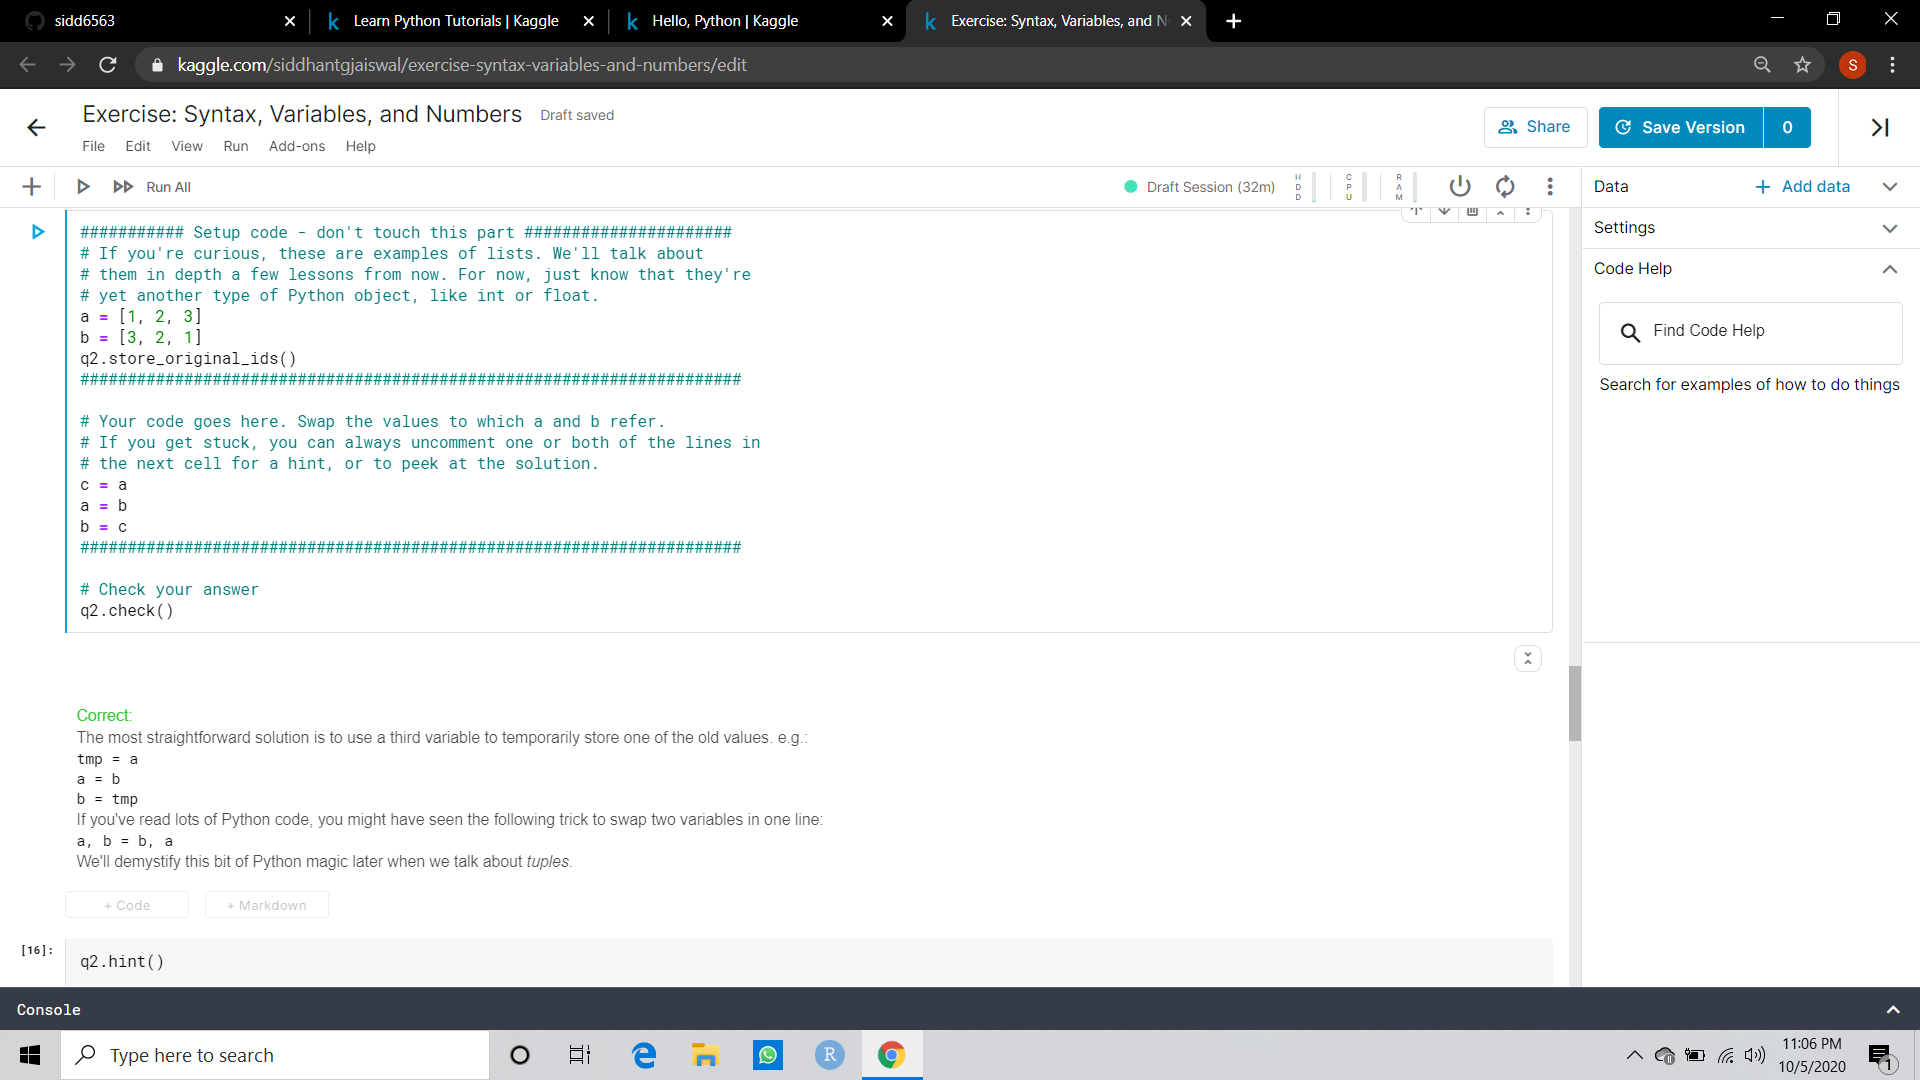 sidd6563
Learn Python Tutorials | Kaggle
Hello, Python | Kaggle
Exercise: Syntax, Variables, and N
kaggle.com/siddhantgjaiswal/exercise-syntax-variables-and-numbers/edit
S
Exercise: Syntax, Variables, and Numbers
Draft saved
File Edit View Run Add-ons Help
Share
Save Version
0
Run All
Draft Session (32m)
HDD
CPU
RAM
Data
Add data
Settings
Code Help
Find Code Help
Search for examples of how to do things
########### Setup code - don't touch this part ######################
# If you're curious, these are examples of lists. We'll talk about
# them in depth a few lessons from now. For now, just know that they're
# yet another type of Python object, like int or float.
a = [1, 2, 3]
b = [3, 2, 1]
q2.store_original_ids()
######################################################################
# Your code goes here. Swap the values to which a and b refer.
# If you get stuck, you can always uncomment one or both of the lines in
# the next cell for a hint, or to peek at the solution.
c = a
a = b
b = c
######################################################################
# Check your answer
q2.check()
Correct:
The most straightforward solution is to use a third variable to temporarily store one of the old values. e.g.:
tmp = a
a = b
b = tmp
If you've read lots of Python code, you might have seen the following trick to swap two variables in one line:
a, b = b, a
We'll demystify this bit of Python magic later when we talk about tuples.
+ Code
+ Markdown
[16]:
q2.hint()
Console
Type here to search
R
11:06 PM
10/5/2020
1